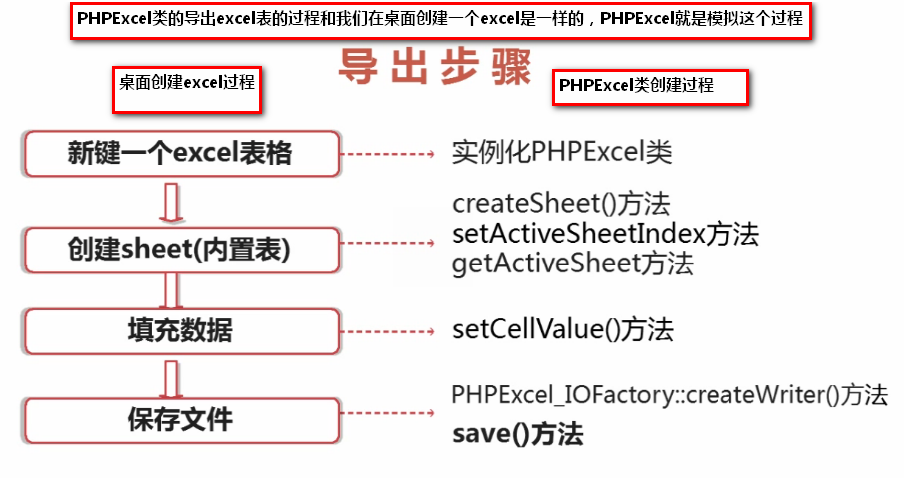 PHPExcel类的导出excel表的过程和我们在桌面创建一个excel是一样的，PHPExcel就是模拟这个过程
导出步骤
桌面创建excel过程
PHPExcel类创建过程
新键一个excel表格
实例化PHPExcel类
createSheet()方法
创建sheet(内置表)
setActiveSheetIndex方法
getActiveSheet方法
填充数据
setCellValue()方法
PHPExcel_IOFactory::createWriter()方法
保存文件
save()方法